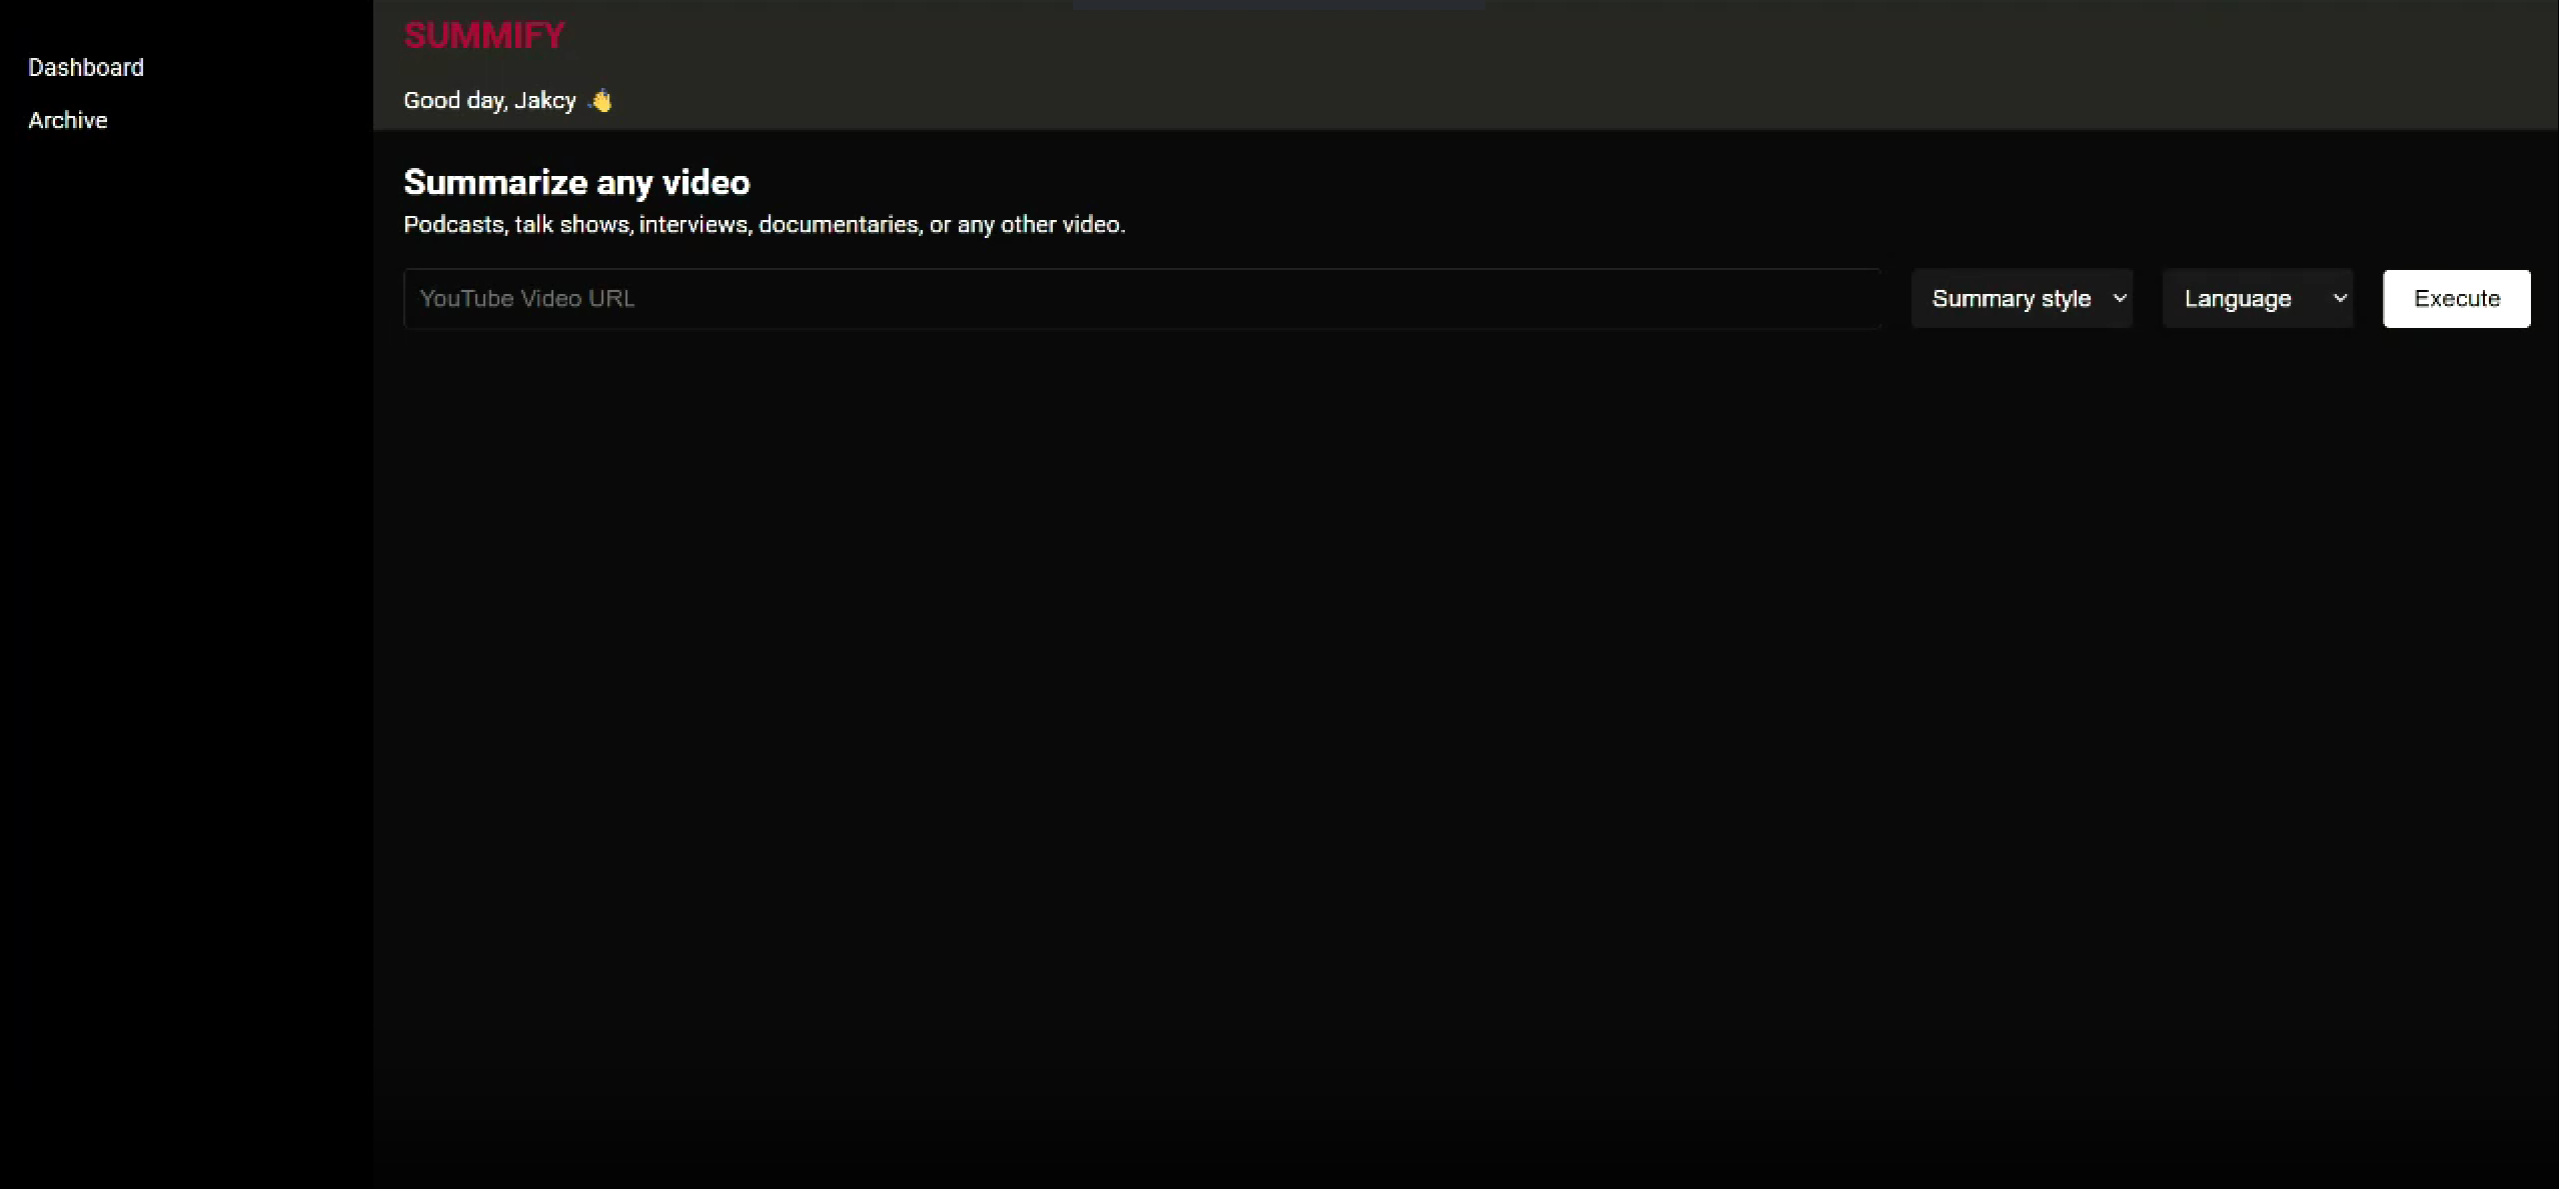 Dashboard
Archive
SUMMIFY
Good day, Jakcy 👋
Summarize any video
Podcasts, talk shows, interviews, documentaries, or any other video.
YouTube Video URL
Summary style
Language
Execute